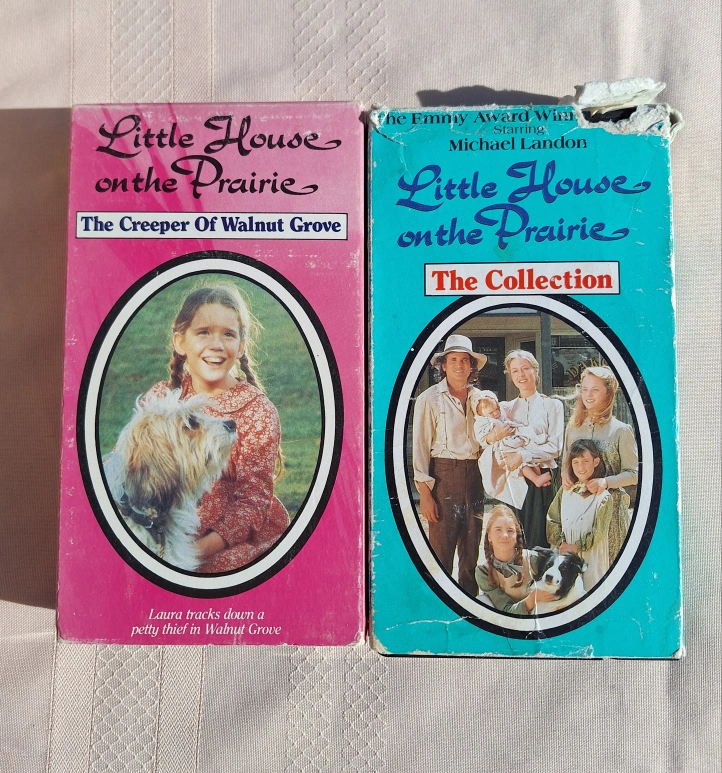 Little House
on the Prairie
The Creeper Of Walnut Grove
Laura tracks down a
petty thief in Walnut Grove
The Emmy Award
Starring
Michael Landon
Little House
on the Prairie
The Collection